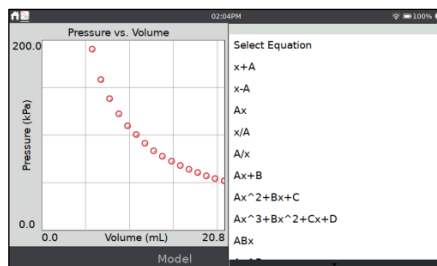 02:04PM
100%
Pressure vs. Volume
200.0
Pressure (kPa)
0.0
0.0
Volume (mL)
20.8
Model
Select Equation
x+A
x-A
Ax
x/A
A/x
Ax+B
Ax^2+Bx+C
Ax^3+Bx^2+Cx+D
ABx